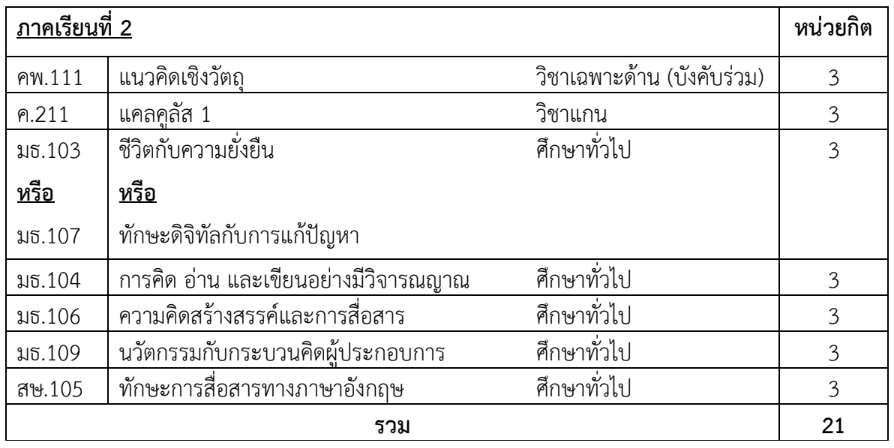 ภาคเรียนที่ 2 หน่วยกิต
คพ.111 แนวคิดเชิงวัตถุ วิชาเฉพาะด้าน (บังคับร่วม) 3
ค.211 แคลคูลัส 1 วิชาแกน 3
มธ.103 ชีวิตกับความยั่งยืน ศึกษาทั่วไป 3
หรือ หรือ
มธ.107 ทักษะดิจิทัลกับการแก้ปัญหา
มธ.104 การคิด อ่าน และเขียนอย่างมีวิจารณญาณ ศึกษาทั่วไป 3
มธ.106 ความคิดสร้างสรรค์และการสื่อสาร ศึกษาทั่วไป 3
มธ.109 นวัตกรรมกับกระบวนคิดผู้ประกอบการ ศึกษาทั่วไป 3
สษ.105 ทักษะการสื่อสารทางภาษาอังกฤษ ศึกษาทั่วไป 3
รวม 21